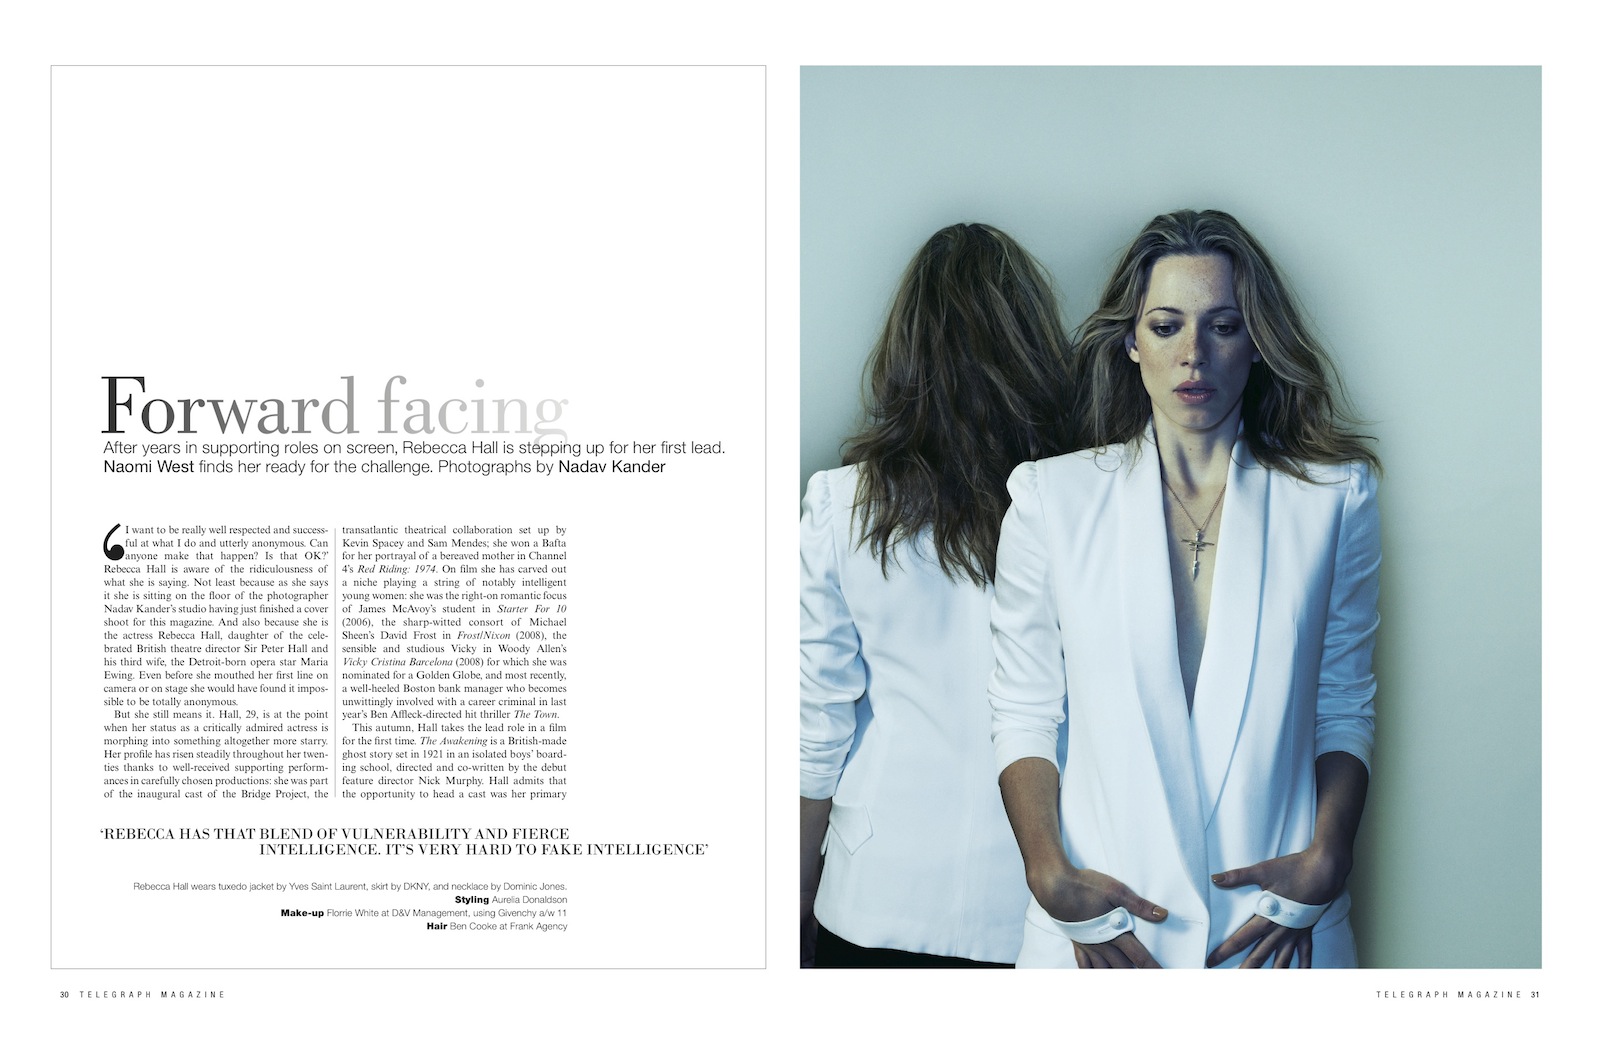 Forward facing
After years in supporting roles on screen, Rebecca Hall is stepping up for her first lead.
Naomi West finds her ready for the challenge. Photographs by Nadav Kander
‘I want to be really well respected and success-
ful at what I do and utterly anonymous. Can
anyone make that happen? Is that OK?’
Rebecca Hall is aware of the ridiculousness of
what she is saying. Not least because as she says
it she is sitting on the floor of the photographer
Nadav Kander’s studio having just finished a cover
shoot for this magazine. And also because she is
the actress Rebecca Hall, daughter of the cele-
brated British theatre director Sir Peter Hall and
his third wife, the Detroit-born opera star Maria
Ewing. Even before she mouthed her first line on
camera or on stage she would have found it impos-
sible to be totally anonymous.
But she still means it. Hall, 29, is at the point
when her status as a critically admired actress is
morphing into something altogether more starry.
Her profile has risen steadily throughout her twen-
ties thanks to well-received supporting perform-
ances in carefully chosen productions: she was part
of the inaugural cast of the Bridge Project, the
transatlantic theatrical collaboration set up by
Kevin Spacey and Sam Mendes; she won a Bafta
for her portrayal of a bereaved mother in Channel
4’s Red Riding: 1974. On film she has carved out
a niche playing a string of notably intelligent
young women: she was the right-on romantic focus
of James McAvoy’s student in Starter For 10
(2006), the sharp-witted consort of Michael
Sheen’s David Frost in Frost/Nixon (2008), the
sensible and studious Vicky in Woody Allen’s
Vicky Cristina Barcelona (2008) for which she was
nominated for a Golden Globe, and most recently,
a well-heeled Boston bank manager who becomes
unwittingly involved with a career criminal in last
year’s Ben Affleck-directed hit thriller The Town.
This autumn, Hall takes the lead role in a film
for the first time. The Awakening is a British-made
ghost story set in 1921 in an isolated boys’ board-
ing school, directed and co-written by the debut
feature director Nick Murphy. Hall admits that
the opportunity to head a cast was her primary
‘REBECCA HAS THAT BLEND OF VULNERABILITY AND FIERCE
INTELLIGENCE. IT’S VERY HARD TO FAKE INTELLIGENCE’
Rebecca Hall wears tuxedo jacket by Yves Saint Laurent, skirt by DKNY, and necklace by Dominic Jones.
Styling Aurelia Donaldson
Make-up Florrie White at D&V Management, using Givenchy a/w 11
Hair Ben Cooke at Frank Agency
30 TELEGRAPH MAGAZINE
TELEGRAPH MAGAZINE 31